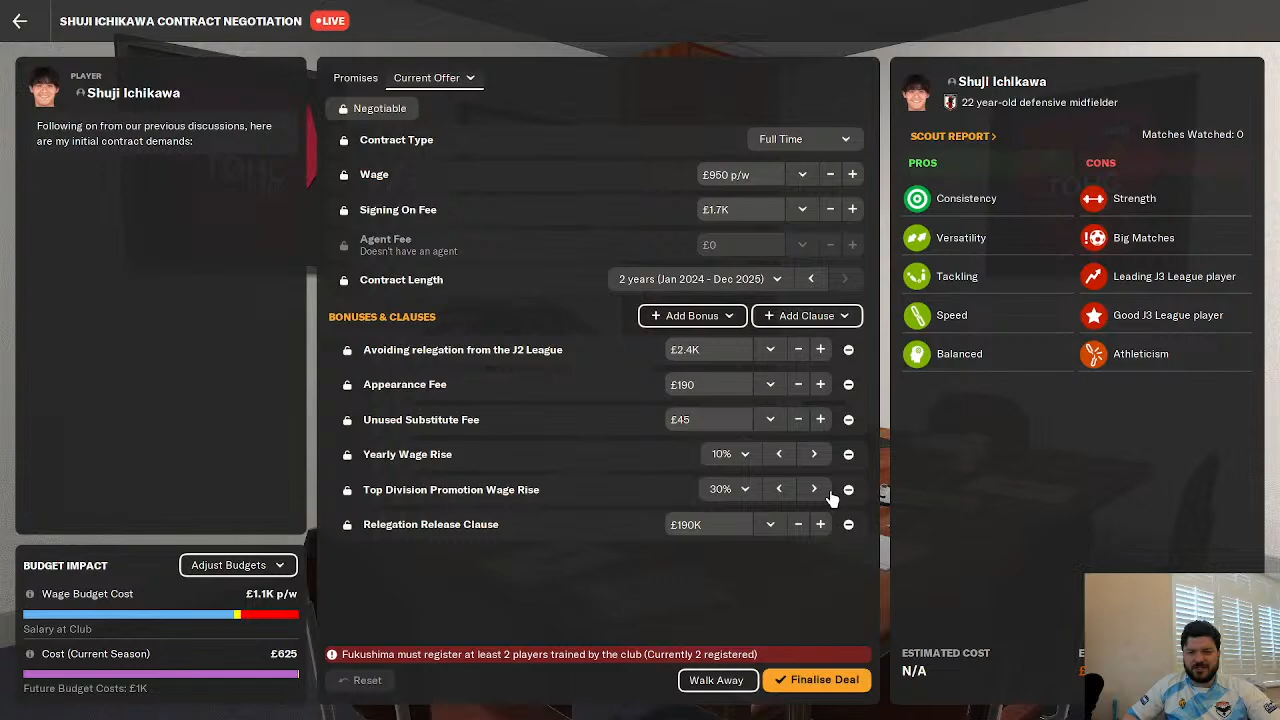 SHUJI ICHIKAWA CONTRACT NEGOTIATION
LIVE
PLAYER
Shuji Ichikawa
Following on from our previous discussions, here
are my initial contract demands:
BUDGET IMPACT
Adjust Budgets
Wage Budget Cost
£1.1K p/w
Salary at Club
Cost (Current Season)
£625
Future Budget Costs: £1K
Promises
Current Offer
Negotiable
Contract Type
Full Time
Wage
£950 p/w
Signing On Fee
£1.7K
Agent Fee
Doesn't have an agent
£0
Contract Length
2 years (Jan 2024 - Dec 2025)
BONUSES & CLAUSES
+ Add Bonus
+ Add Clause
Avoiding relegation from the J2 League
£2.4K
Appearance Fee
£190
Unused Substitute Fee
£45
Yearly Wage Rise
10%
Top Division Promotion Wage Rise
30%
Relegation Release Clause
£190K
Fukushima must register at least 2 players trained by the club (Currently 2 registered)
Reset
Walk Away
Finalise Deal
Shuji Ichikawa
22 year-old defensive midfielder
SCOUT REPORT>
Matches Watched: 0
PROS
CONS
Consistency
Strength
Versatility
Big Matches
Tackling
Leading J3 League player
Speed
Good J3 League player
Balanced
Athleticism
ESTIMATED COST
N/A